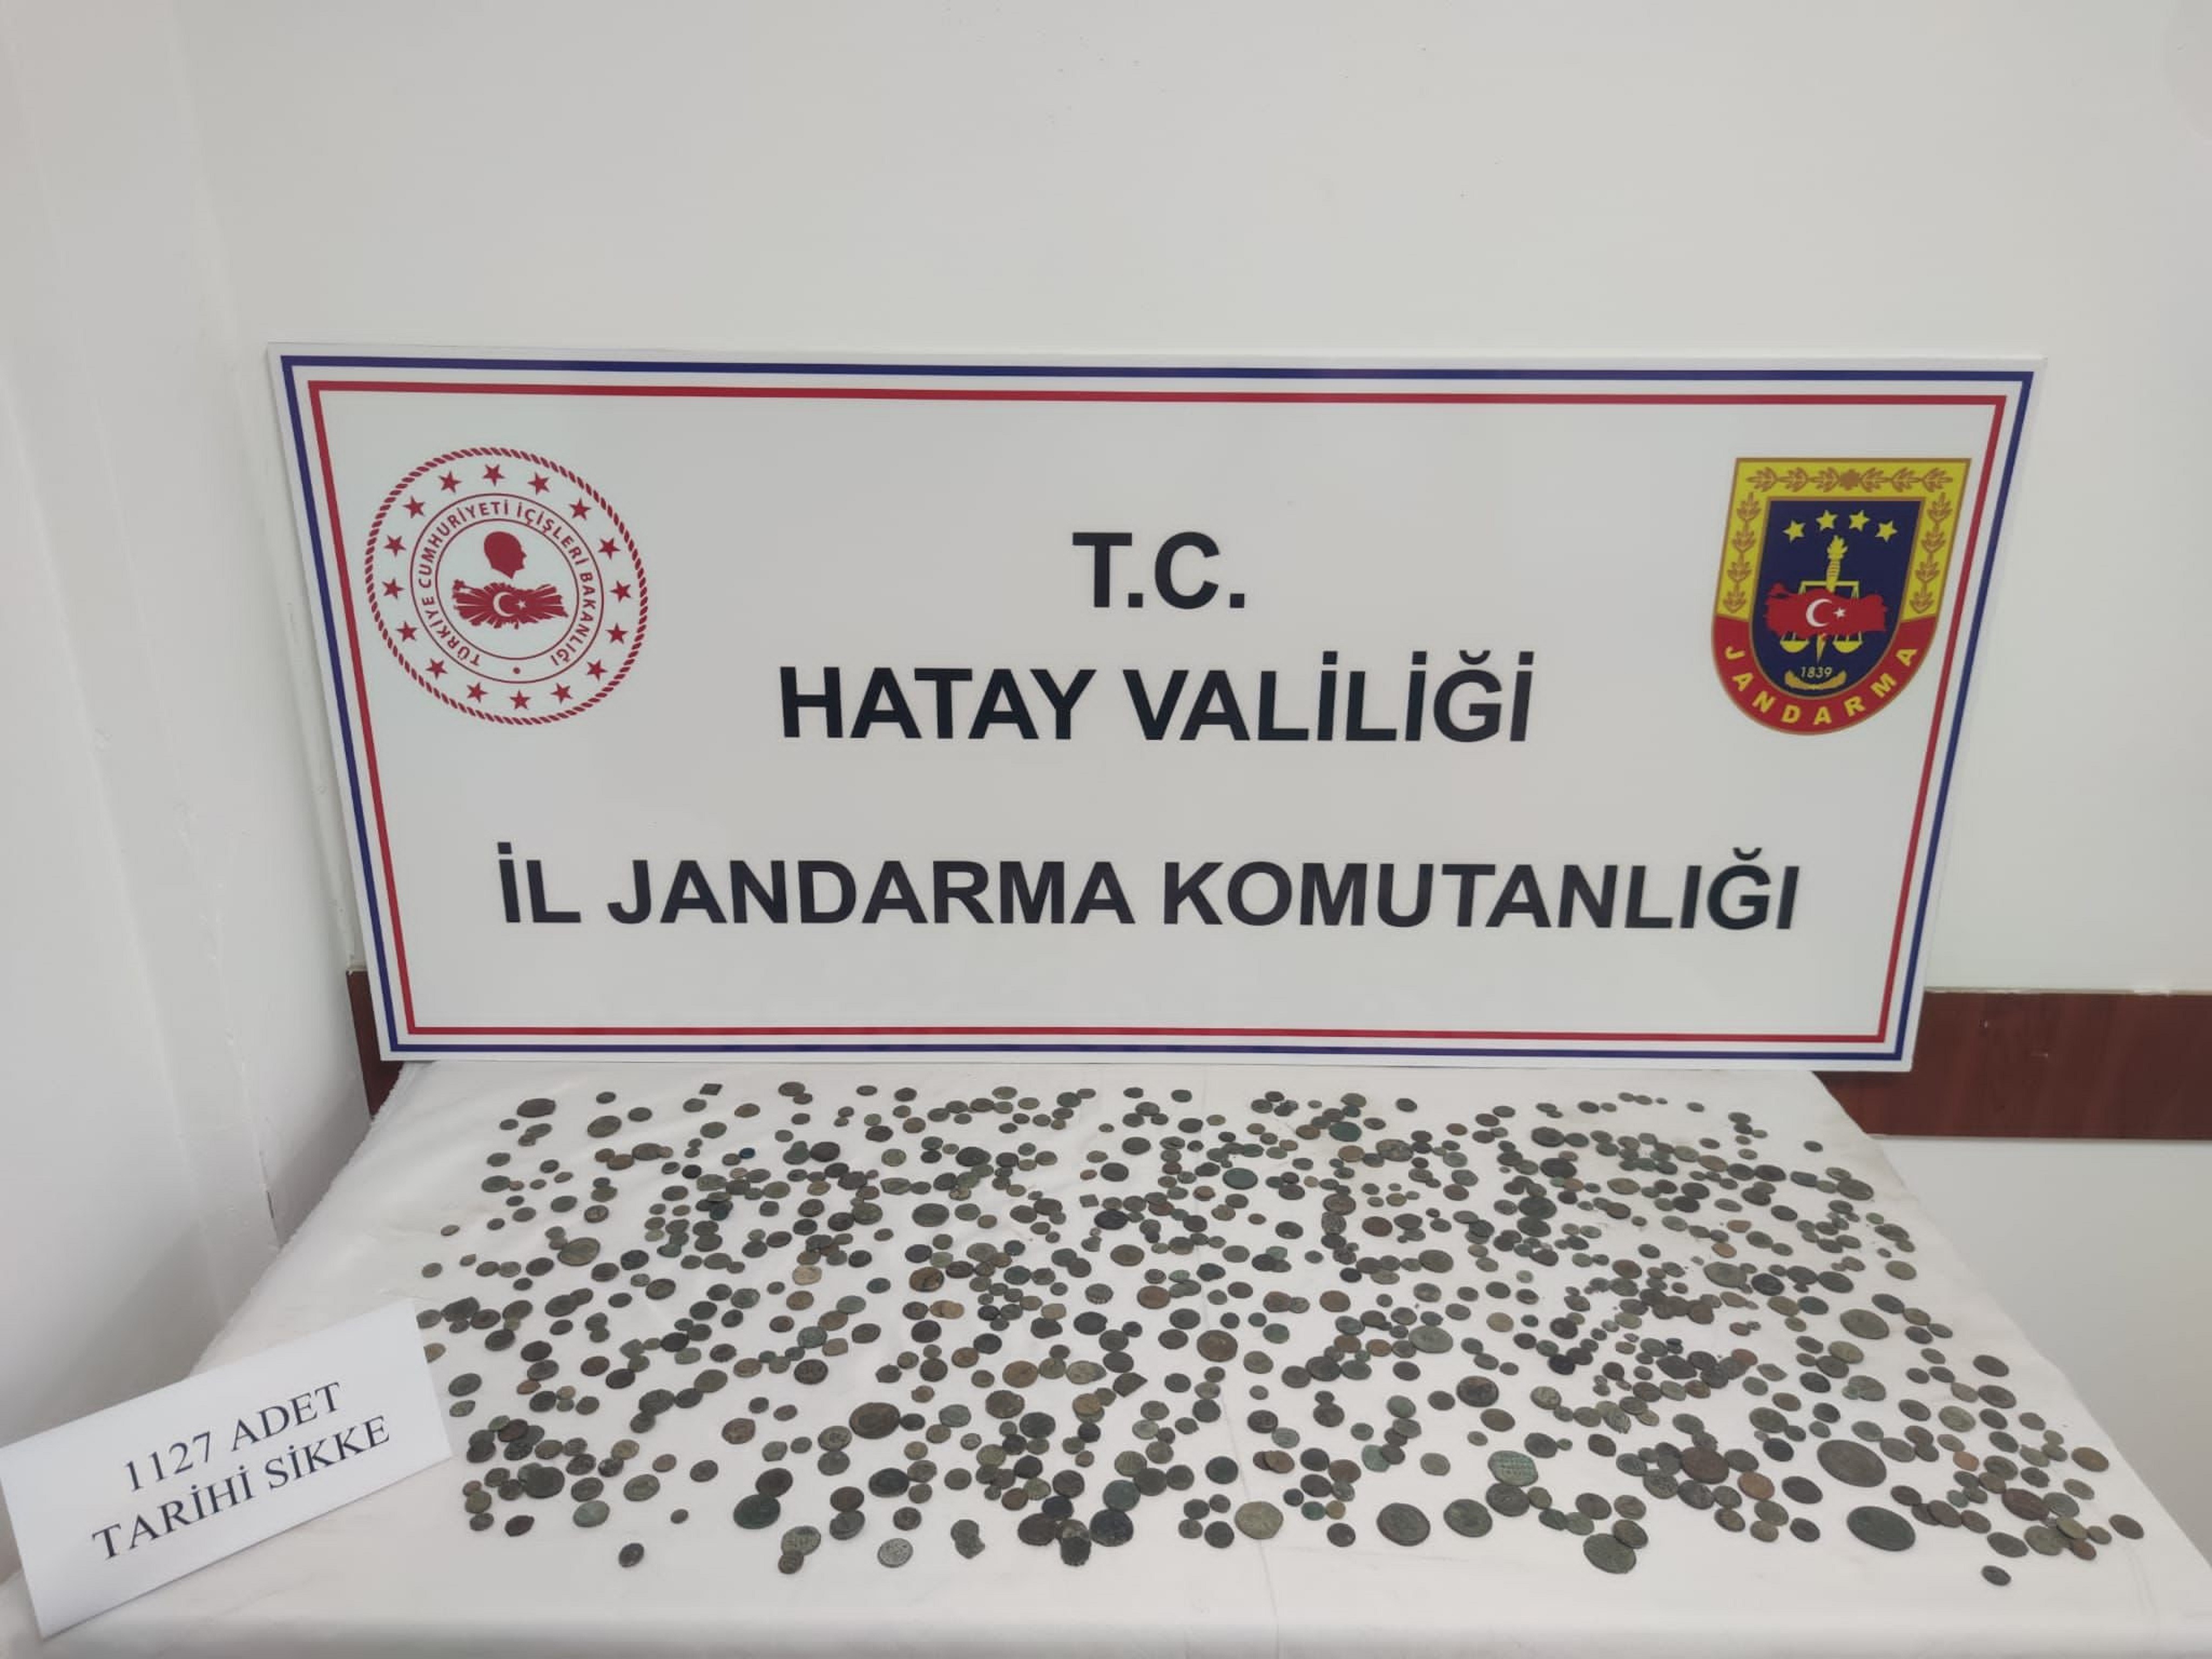 TÜRKİYE CUMHURİYETİ İÇİŞLERİ BAKANLIĞI
T.C.
HATAY VALİLİĞİ
İL JANDARMA KOMUTANLIĞI
1839
JANDARMA
1127 ADET
TARİHİ SİKKE